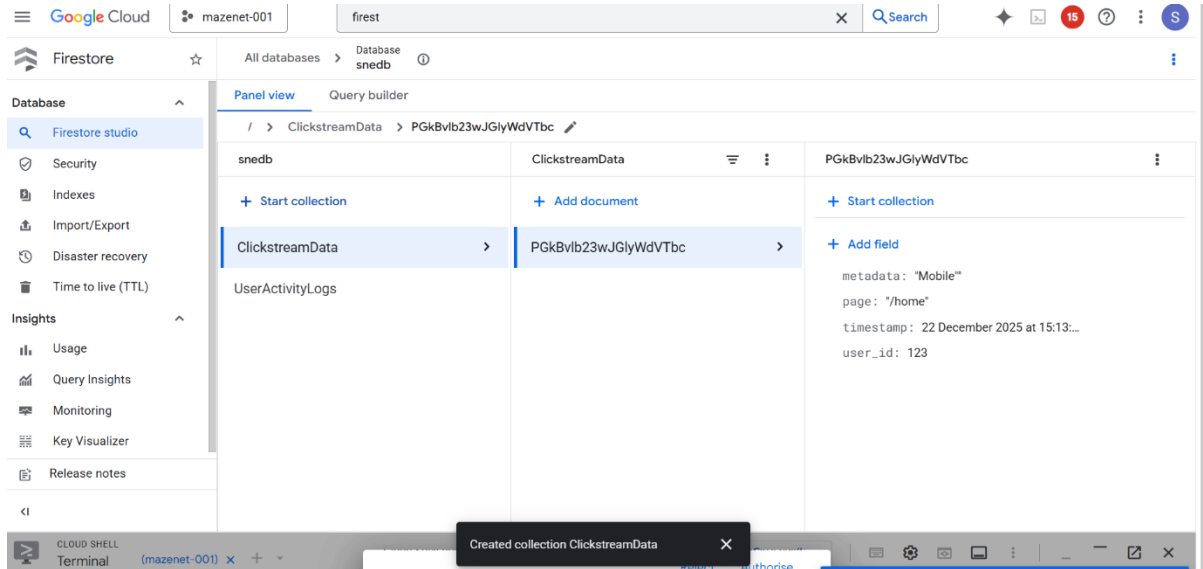 Google Cloud
mazenet-001
firest
Search
15
S
Firestore
All databases
Database
snedb
Database
Panel view
Query builder
Firestore studio
/ > ClickstreamData > PGkBvlb23wJGlyWdVTbc
Security
Indexes
Import/Export
Disaster recovery
Time to live (TTL)
Insights
Usage
Query Insights
Monitoring
Key Visualizer
Release notes
snedb
+ Start collection
ClickstreamData
UserActivityLogs
ClickstreamData
+ Add document
PGkBvlb23wJGlyWdVTbc
PGkBvlb23wJGlyWdVTbc
+ Start collection
+ Add field
metadata: "Mobile""
page: "/home"
timestamp: 22 December 2025 at 15:13:...
user_id: 123
CLOUD SHELL
Terminal
(mazenet-001)
Created collection ClickstreamData